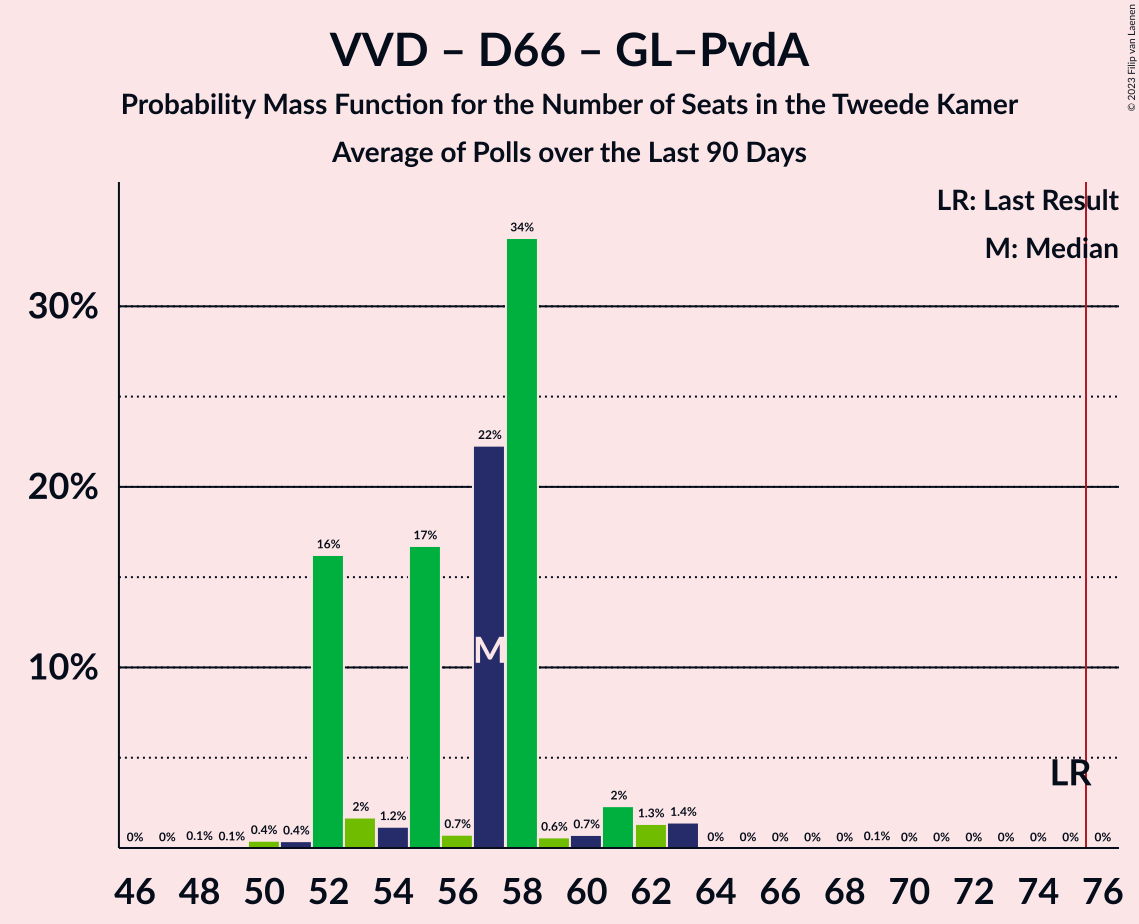 VVD – D66 – GL–PvdA
Probability Mass Function for the Number of Seats in the Tweede Kamer
Average of Polls over the Last 90 Days
© 2023 Filip van Laenen
LR: Last Result
M: Median
34%
30%
22%
20%
17%
16%
M
10%
LR
0% 0% 0.1% 0.1% 0.4% 0.4% 2% 1.2% 0.7% 0.6% 0.7% 2% 1.3% 1.4% 0% 0% 0% 0% 0% 0.1% 0% 0% 0% 0% 0% 0% 0%
46 48 50 52 54 56 58 60 62 64 66 68 70 72 74 76